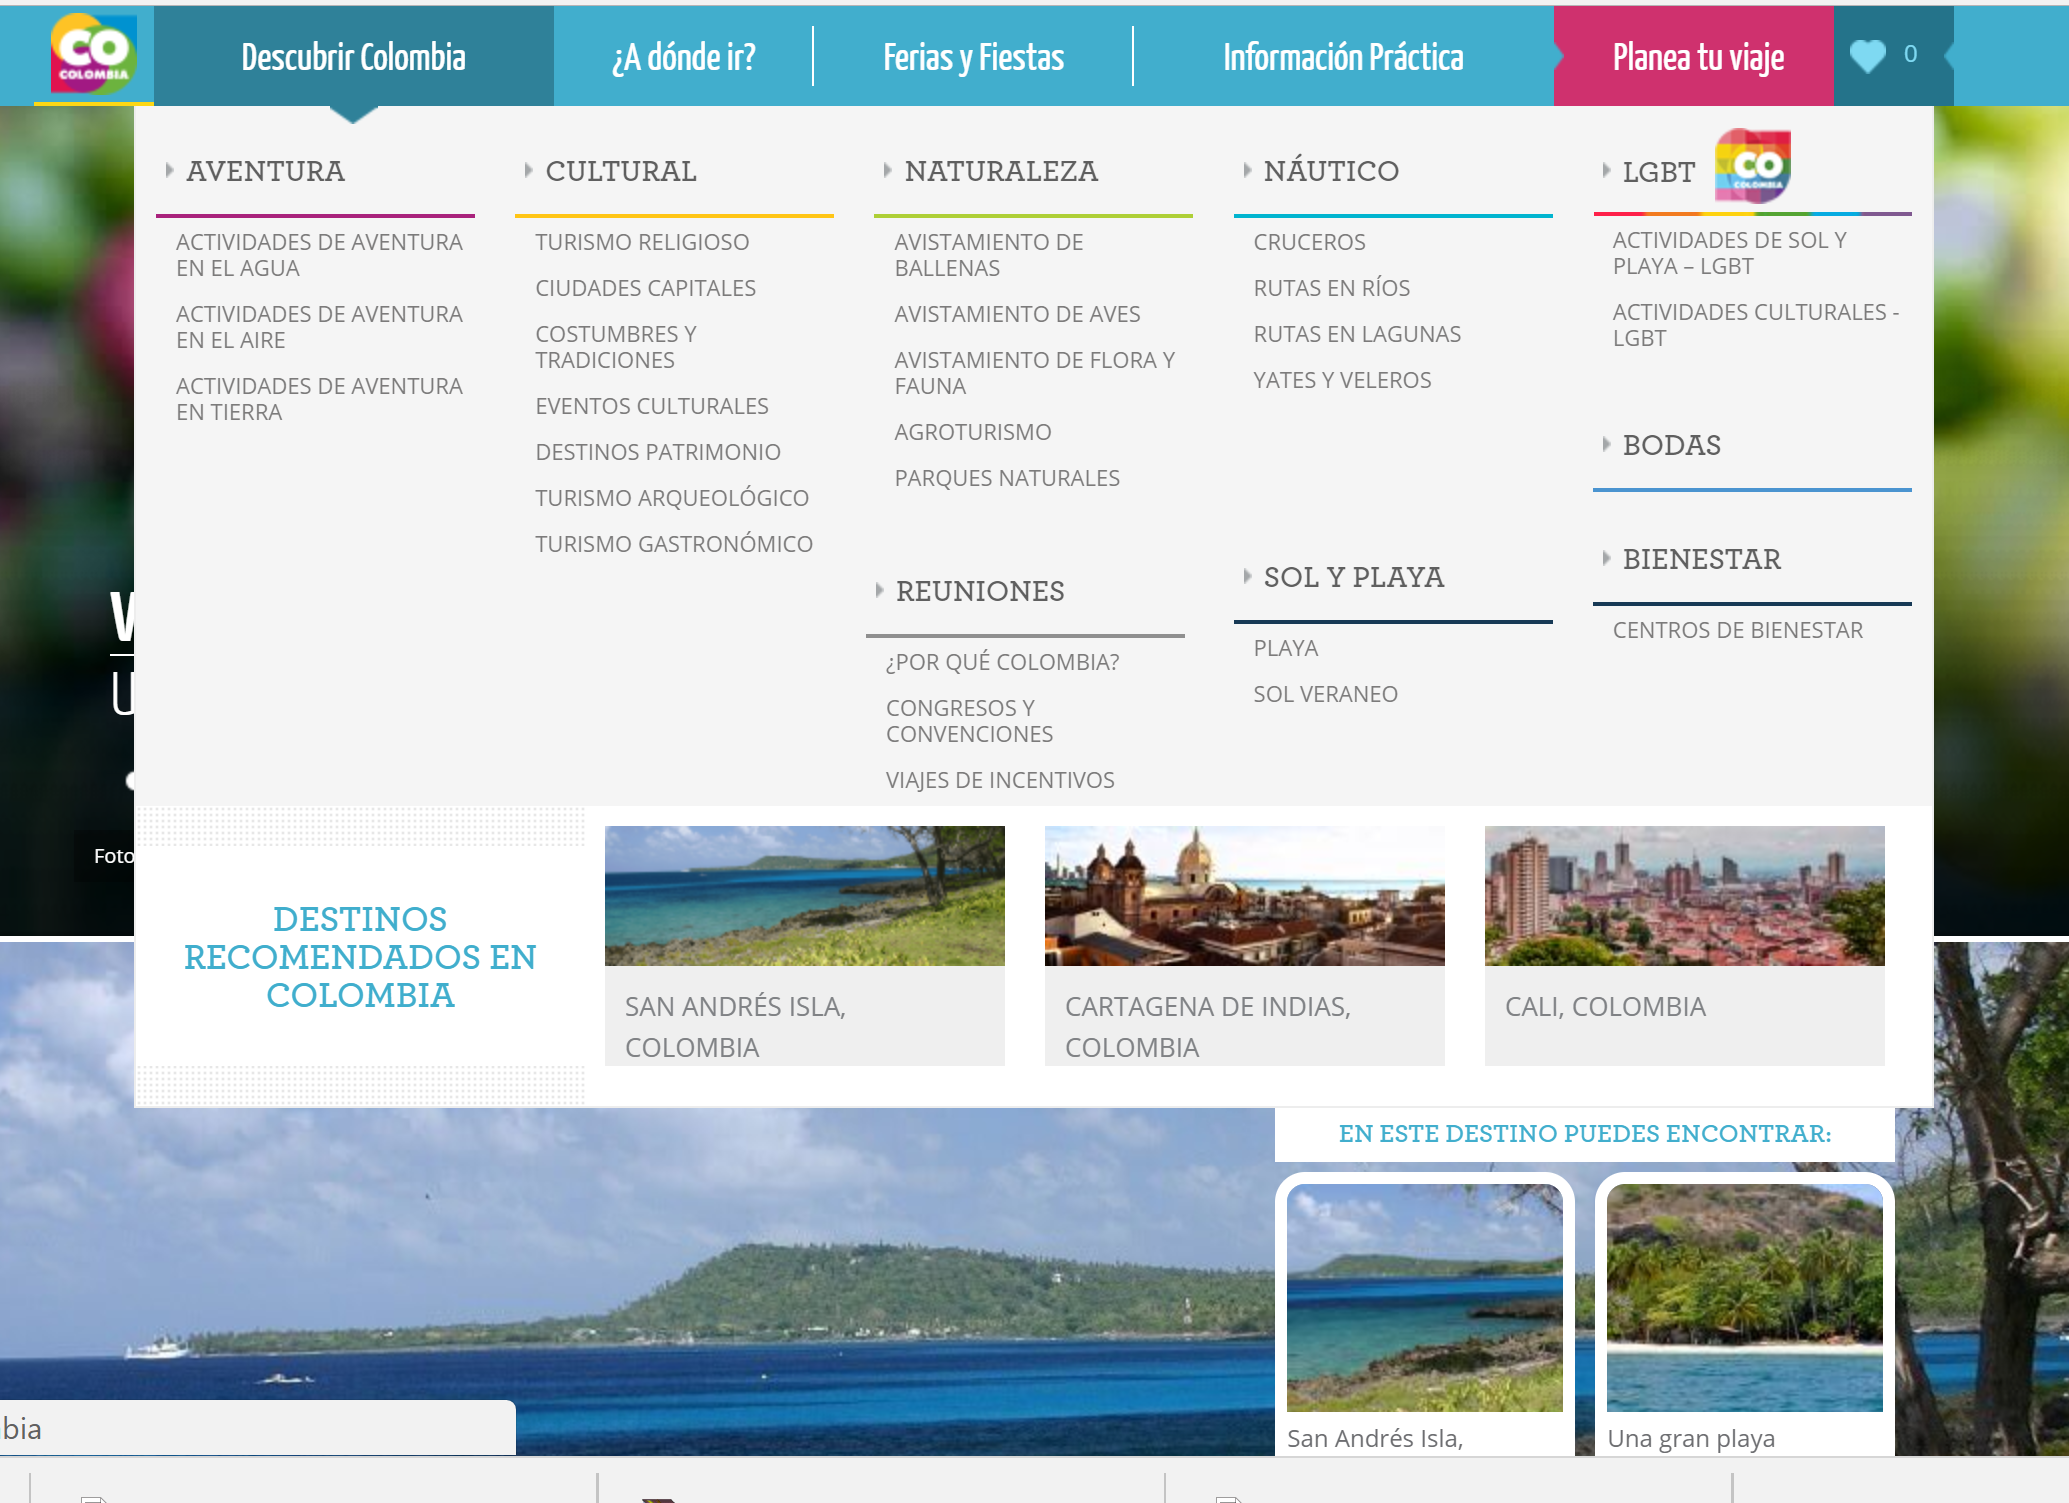 CO
COLOMBIA
Descubrir Colombia
¿A dónde ir?
Ferias y Fiestas
Información Práctica
Planea tu viaje
0
AVENTURA
ACTIVIDADES DE AVENTURA
EN EL AGUA
ACTIVIDADES DE AVENTURA
EN EL AIRE
ACTIVIDADES DE AVENTURA
EN TIERRA
CULTURAL
TURISMO RELIGIOSO
CIUDADES CAPITALES
COSTUMBRES Y
TRADICIONES
EVENTOS CULTURALES
DESTINOS PATRIMONIO
TURISMO ARQUEOLÓGICO
TURISMO GASTRONÓMICO
NATURALEZA
AVISTAMIENTO DE
BALLENAS
AVISTAMIENTO DE AVES
AVISTAMIENTO DE FLORA Y
FAUNA
AGROTURISMO
PARQUES NATURALES
REUNIONES
¿POR QUÉ COLOMBIA?
CONGRESOS Y
CONVENCIONES
VIAJES DE INCENTIVOS
NÁUTICO
CRUCEROS
RUTAS EN RÍOS
RUTAS EN LAGUNAS
YATES Y VELEROS
SOL Y PLAYA
PLAYA
SOL VERANEO
LGBT
CO
COLOMBIA
ACTIVIDADES DE SOL Y
PLAYA – LGBT
ACTIVIDADES CULTURALES -
LGBT
BODAS
BIENESTAR
CENTROS DE BIENESTAR
Foto
DESTINOS
RECOMENDADOS EN
COLOMBIA
SAN ANDRÉS ISLA,
COLOMBIA
CARTAGENA DE INDIAS,
COLOMBIA
CALI, COLOMBIA
EN ESTE DESTINO PUEDES ENCONTRAR:
San Andrés Isla,
Una gran playa
bia